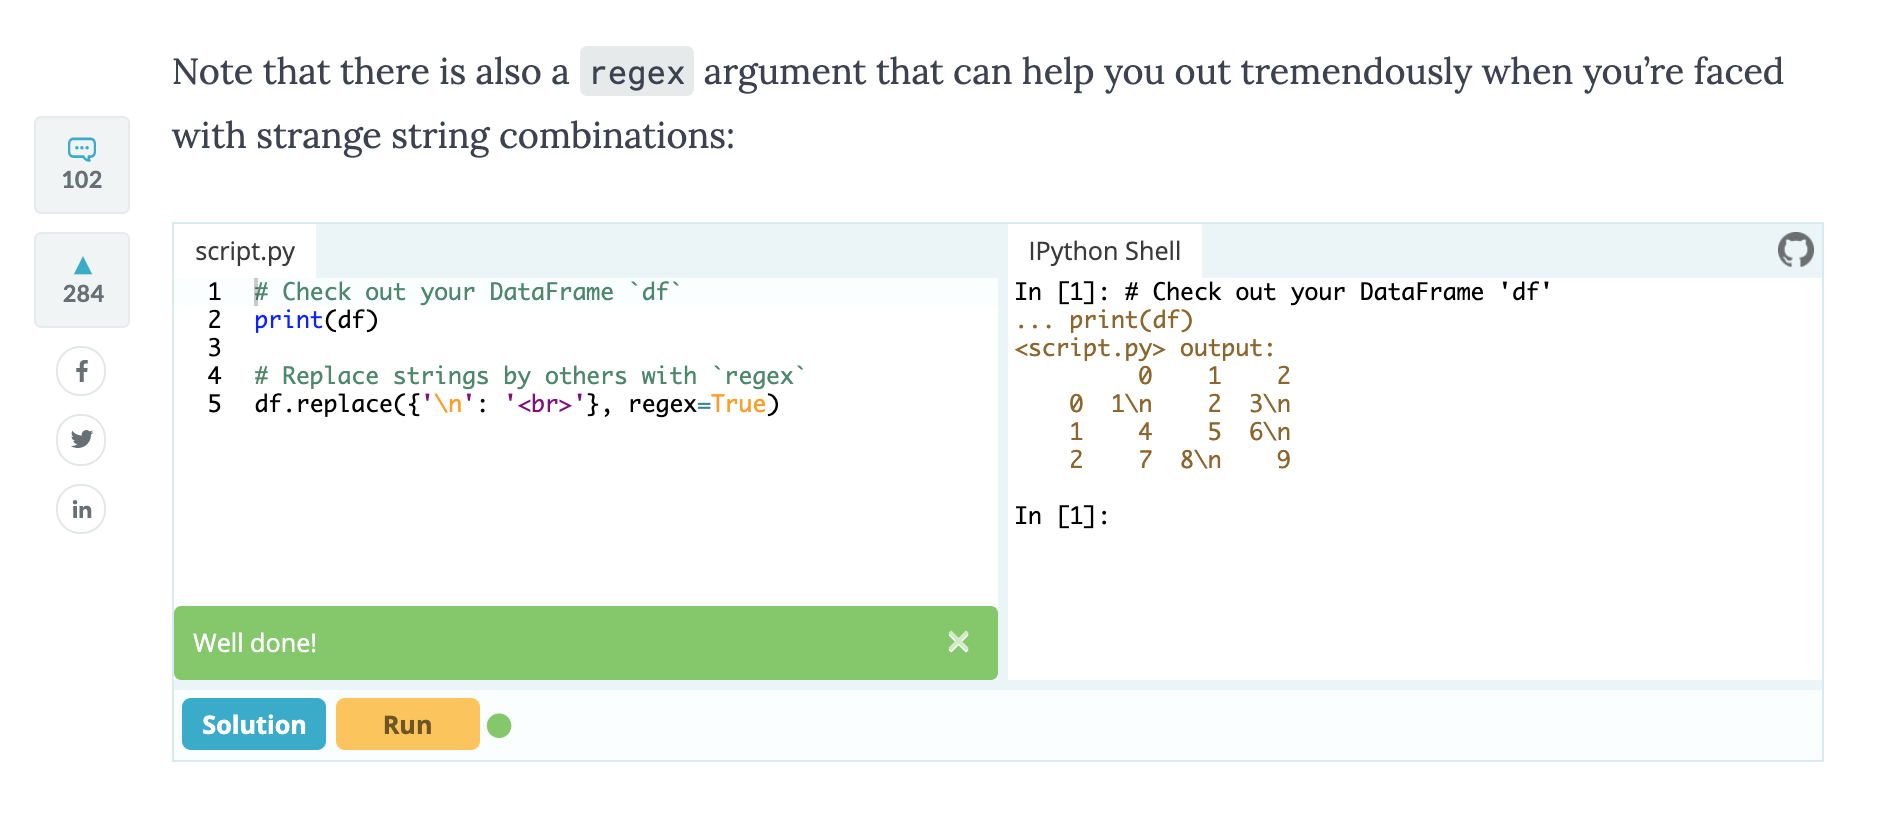 Note that there is also a regex argument that can help you out tremendously when you’re faced
with strange string combinations:
102
284
f
in
script.py
1 # Check out your DataFrame `df`
2 print(df)
3
4 # Replace strings by others with `regex`
5 df.replace({'\n': '<br>'}, regex=True)
Well done!
Solution
Run
IPython Shell
In [1]: # Check out your DataFrame 'df'
... print(df)
<script.py> output:
0 1 2
0 1\n 2 3\n
1 4 5 6\n
2 7 8\n 9
In [1]: